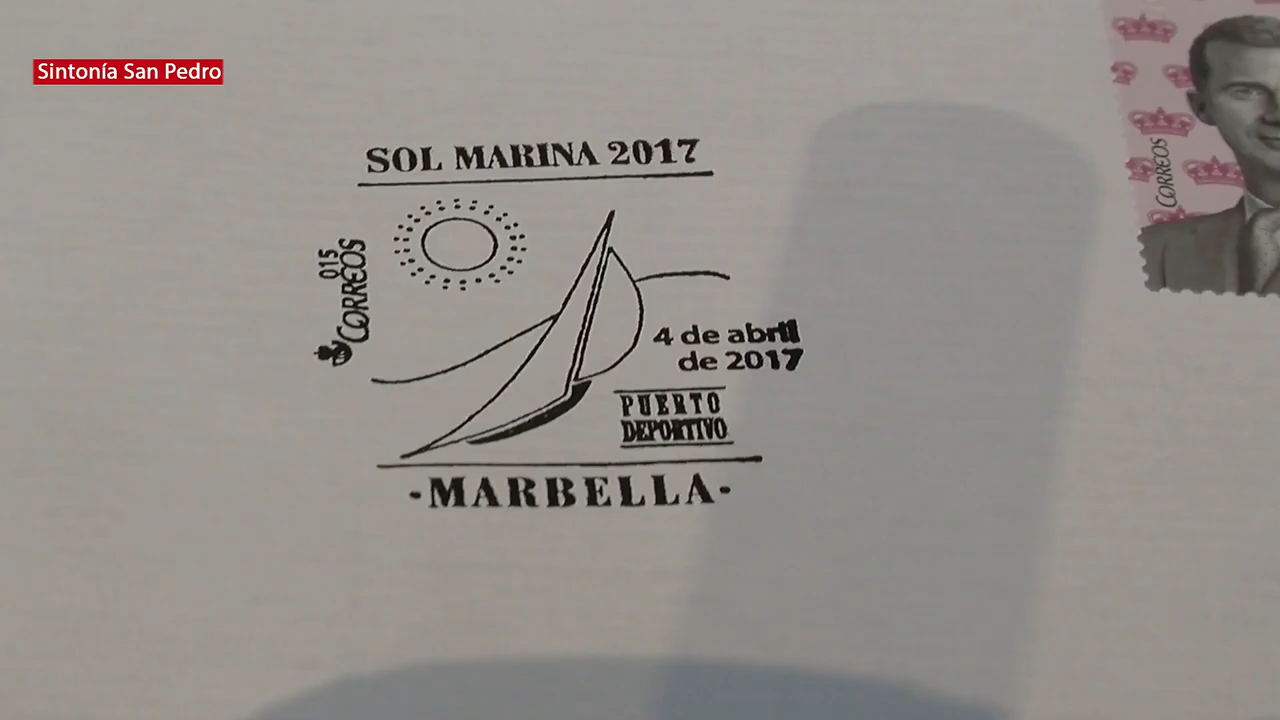 Sintonía San Pedro
SOL MARINA 2017
015
CORREOS
4 de abril
de 2017
PUERTO
DEPORTIVO
·MARBELLA·
CORREOS